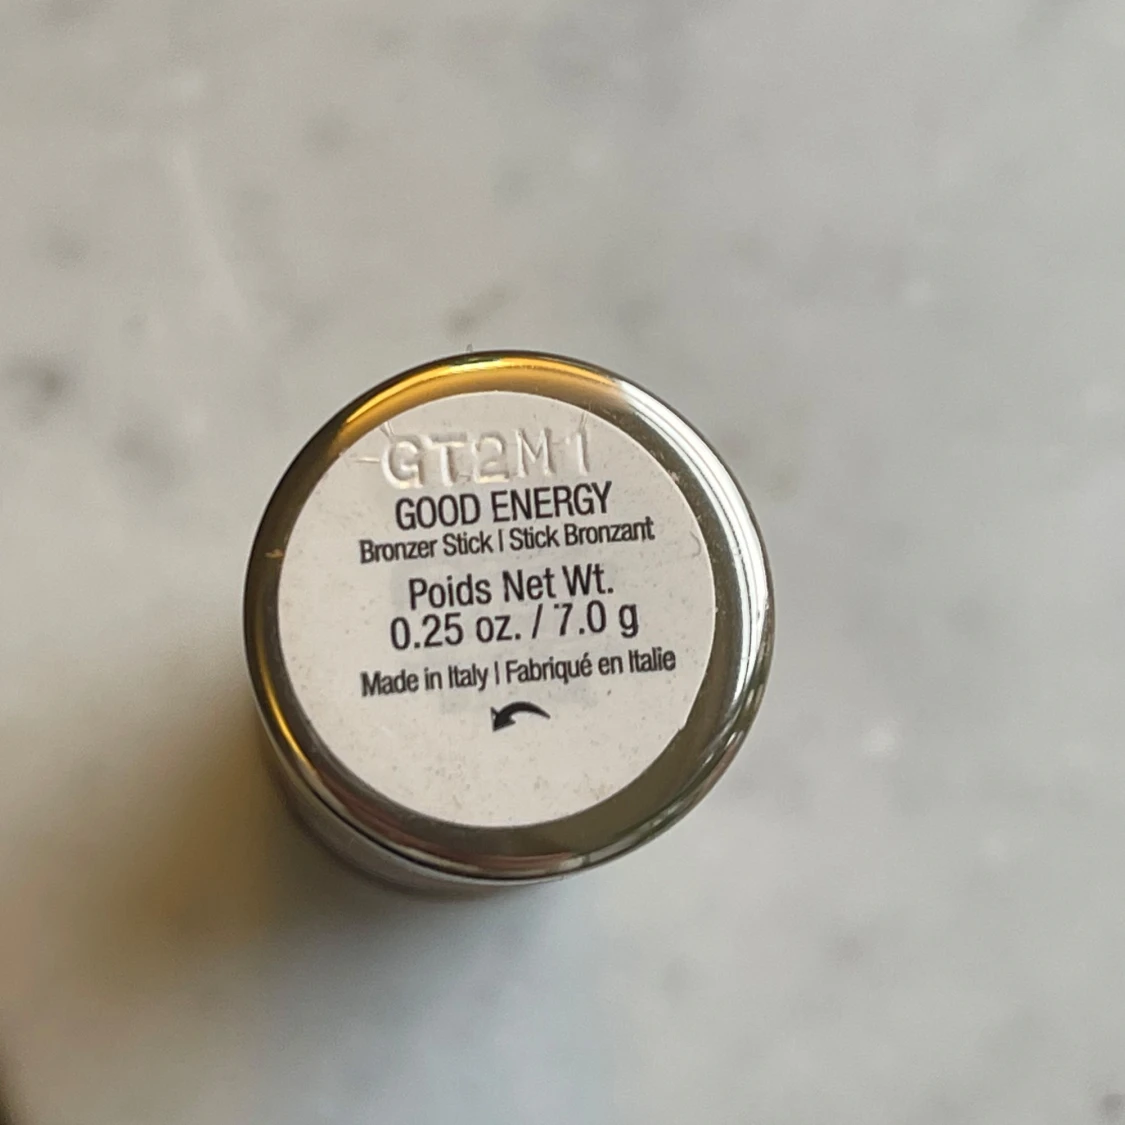 GT2M1
GOOD ENERGY
Bronzer Stick | Stick Bronzant
Poids Net Wt.
0.25 oz. / 7.0 g
Made in Italy | Fabriqué en Italie